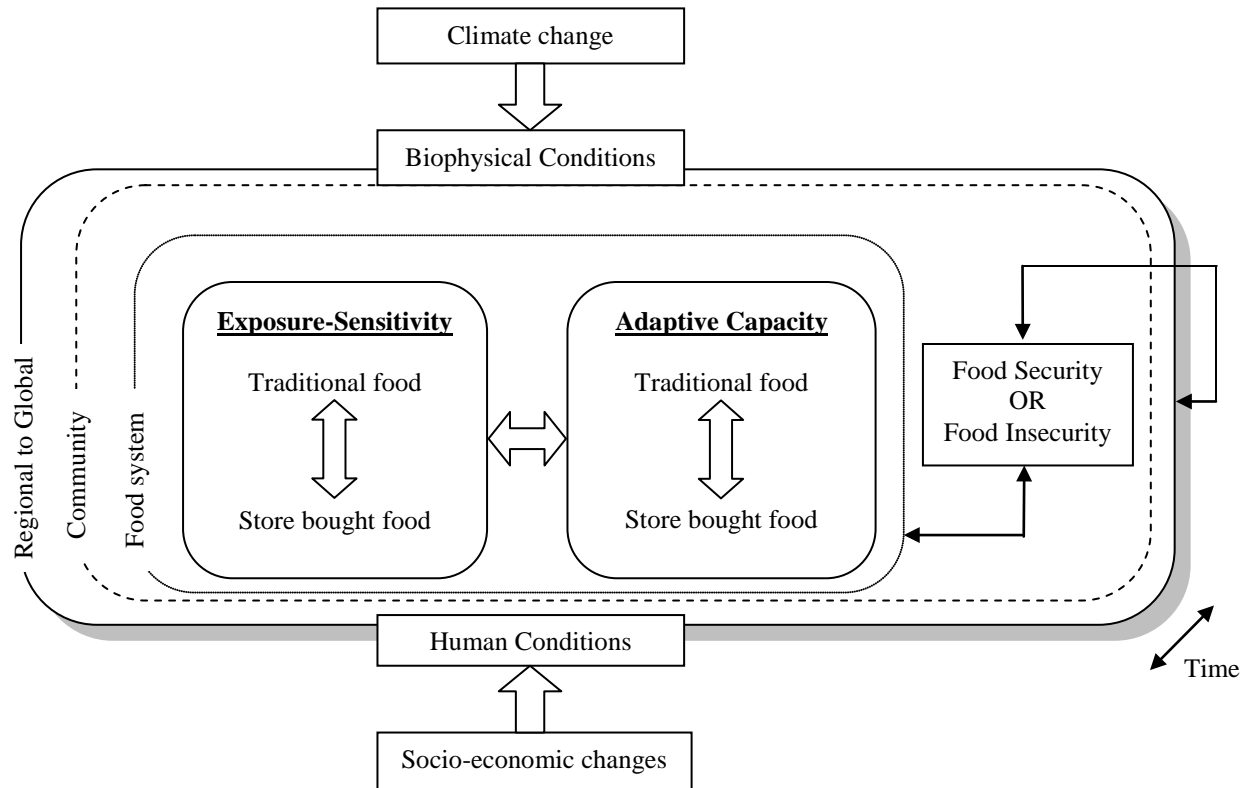 Climate change
Biophysical Conditions
Regional to Global
Community
Food system
Exposure-Sensitivity
Traditional food
Store bought food
Adaptive Capacity
Traditional food
Store bought food
Food Security
OR
Food Insecurity
Human Conditions
Time
Socio-economic changes